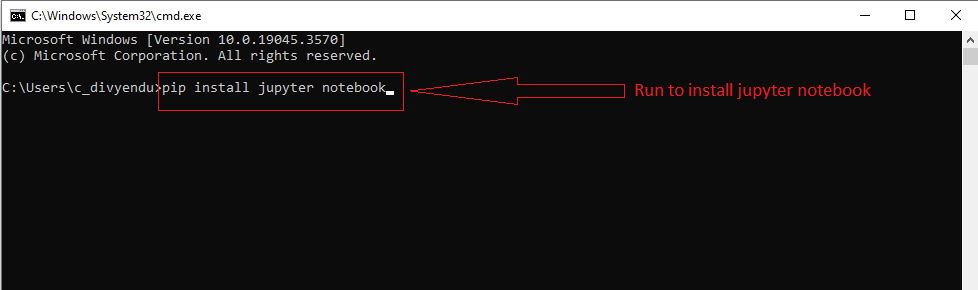 C:\Windows\System32\cmd.exe
Microsoft Windows [Version 10.0.19045.3570]
(c) Microsoft Corporation. All rights reserved.
C:\Users\c_divyendu>pip install jupyter notebook
Run to install jupyter notebook